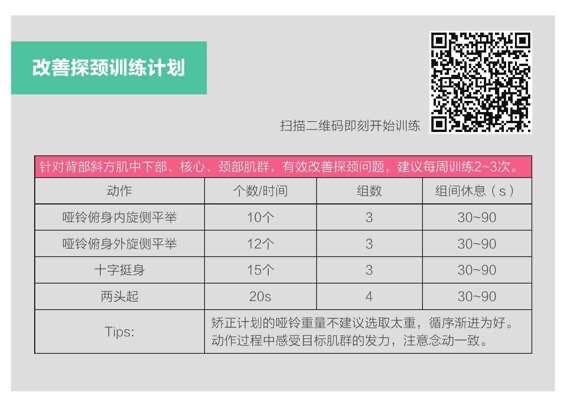 改善探颈训练计划
扫描二维码即刻开始训练
针对背部斜方肌中下部、核心、颈部肌群，有效改善探颈问题，建议每周训练2~3次。
动作 个数/时间 组数 组间休息（s）
哑铃俯身内旋侧平举 10个 3 30~90
哑铃俯身外旋侧平举 12个 3 30~90
十字挺身 15个 3 30~90
两头起 20s 4 30~90
Tips: 矫正计划的哑铃重量不建议选取太重，循序渐进为好。
动作过程中感受目标肌群的发力，注意念动一致。